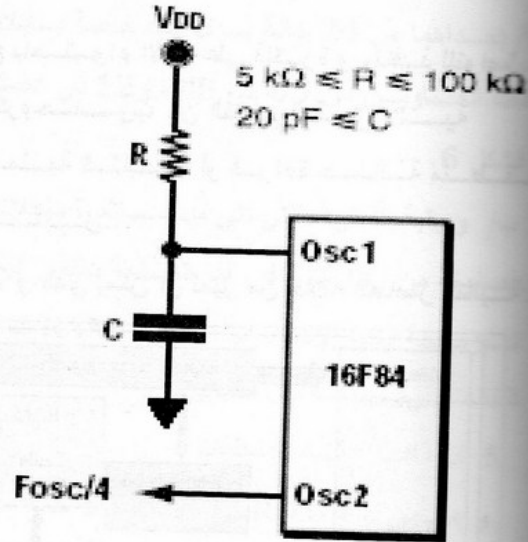 VDD
5 kΩ ≤ R ≤ 100 kΩ
20 pF ≤ C
R
Osc1
C
16F84
Fosc/4
Osc2